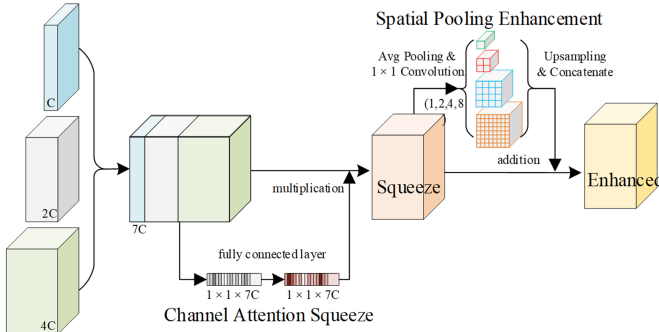 Spatial Pooling Enhancement
Avg Pooling &
1 × 1 Convolution
Upsampling
& Concatenate
(1,2,4,8
)
C
2C
4C
7C
multiplication
Squeeze
addition
Enhanced
fully connected layer
1 × 1 × 7C
1 × 1 × 7C
Channel Attention Squeeze